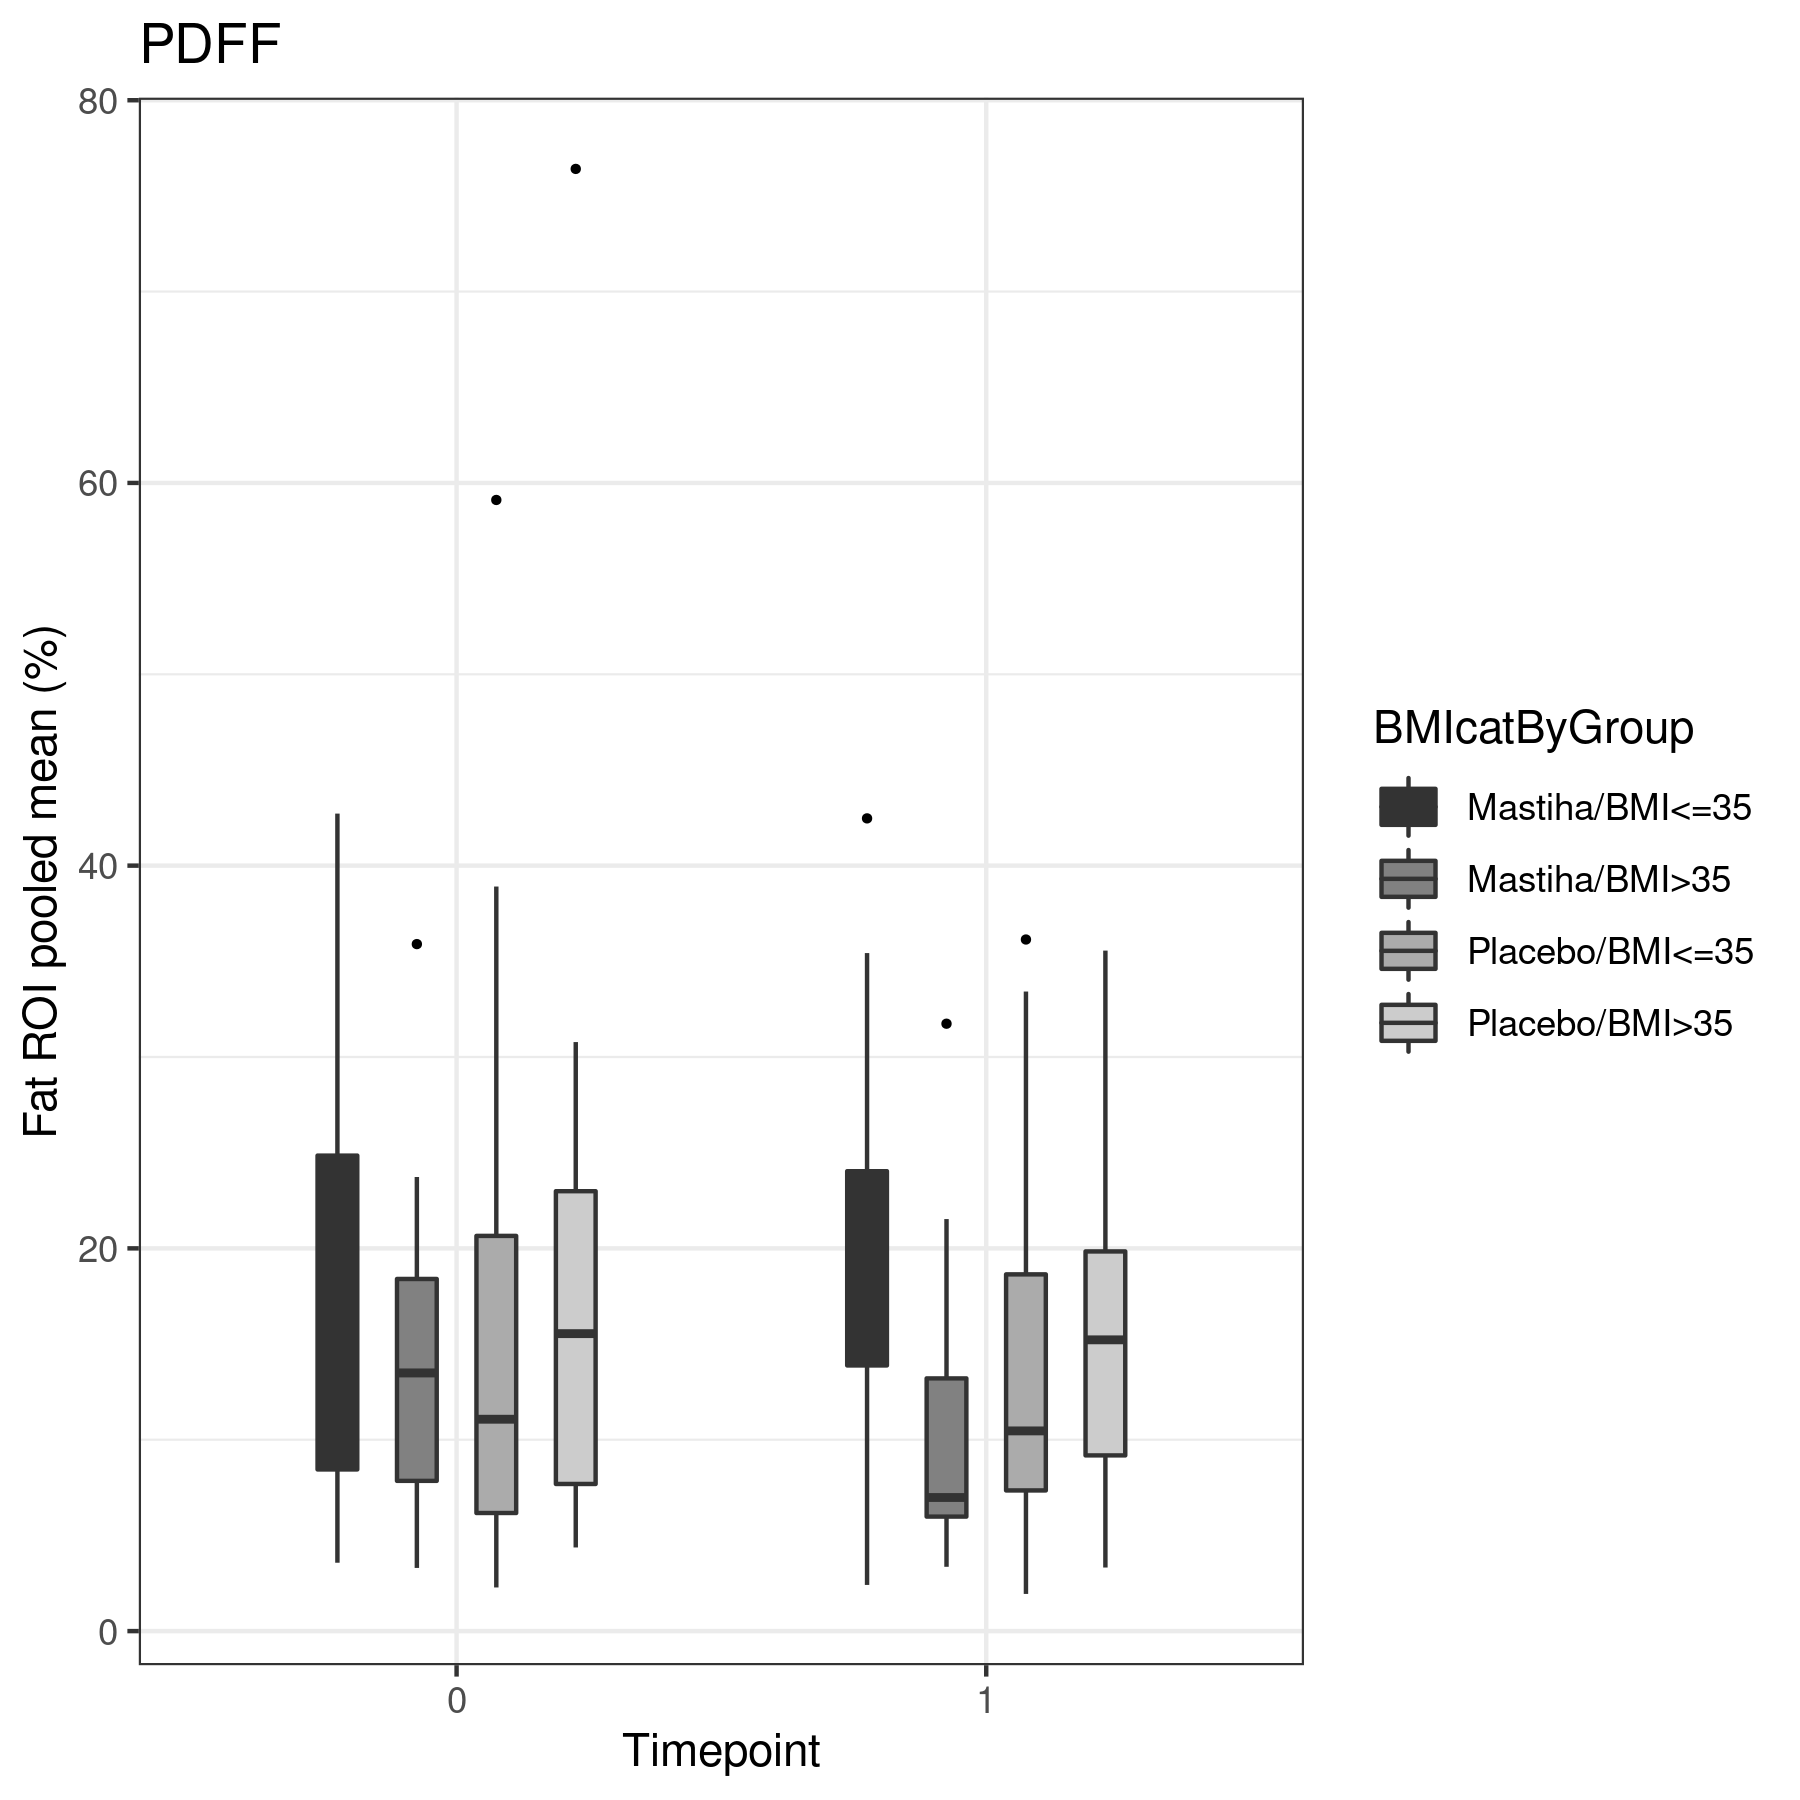 PDFF
80
60
40
20
0
Fat ROI pooled mean (%)
0
1
Timepoint
BMIcatByGroup
Mastiha/BMI<=35
Mastiha/BMI>35
Placebo/BMI<=35
Placebo/BMI>35